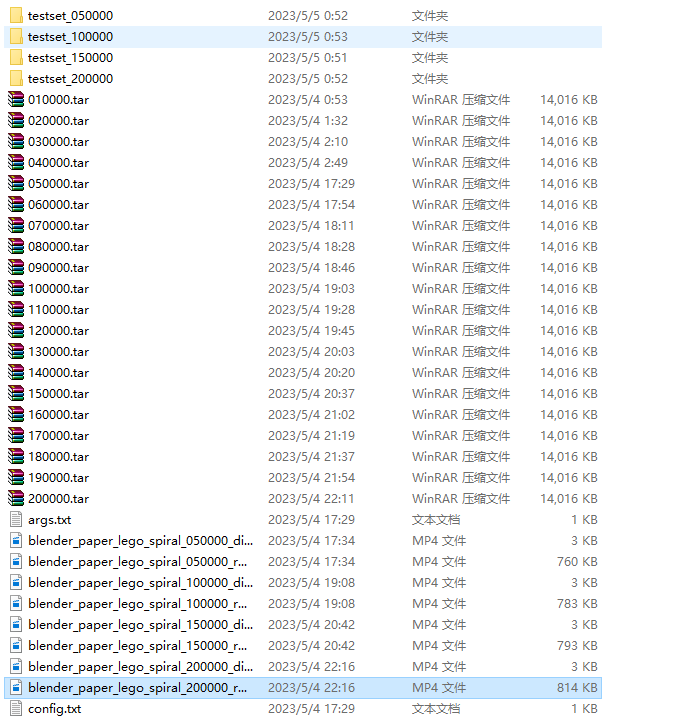 testset_050000 2023/5/5 0:52 文件夹
testset_100000 2023/5/5 0:53 文件夹
testset_150000 2023/5/5 0:51 文件夹
testset_200000 2023/5/5 0:52 文件夹
010000.tar 2023/5/4 0:53 WinRAR 压缩文件 14,016 KB
020000.tar 2023/5/4 1:32 WinRAR 压缩文件 14,016 KB
030000.tar 2023/5/4 2:10 WinRAR 压缩文件 14,016 KB
040000.tar 2023/5/4 2:49 WinRAR 压缩文件 14,016 KB
050000.tar 2023/5/4 17:29 WinRAR 压缩文件 14,016 KB
060000.tar 2023/5/4 17:54 WinRAR 压缩文件 14,016 KB
070000.tar 2023/5/4 18:11 WinRAR 压缩文件 14,016 KB
080000.tar 2023/5/4 18:28 WinRAR 压缩文件 14,016 KB
090000.tar 2023/5/4 18:46 WinRAR 压缩文件 14,016 KB
100000.tar 2023/5/4 19:03 WinRAR 压缩文件 14,016 KB
110000.tar 2023/5/4 19:28 WinRAR 压缩文件 14,016 KB
120000.tar 2023/5/4 19:45 WinRAR 压缩文件 14,016 KB
130000.tar 2023/5/4 20:03 WinRAR 压缩文件 14,016 KB
140000.tar 2023/5/4 20:20 WinRAR 压缩文件 14,016 KB
150000.tar 2023/5/4 20:37 WinRAR 压缩文件 14,016 KB
160000.tar 2023/5/4 21:02 WinRAR 压缩文件 14,016 KB
170000.tar 2023/5/4 21:19 WinRAR 压缩文件 14,016 KB
180000.tar 2023/5/4 21:37 WinRAR 压缩文件 14,016 KB
190000.tar 2023/5/4 21:54 WinRAR 压缩文件 14,016 KB
200000.tar 2023/5/4 22:11 WinRAR 压缩文件 14,016 KB
args.txt 2023/5/4 17:29 文本文档 1 KB
blender_paper_lego_spiral_050000_di... 2023/5/4 17:34 MP4 文件 3 KB
blender_paper_lego_spiral_050000_r... 2023/5/4 17:34 MP4 文件 760 KB
blender_paper_lego_spiral_100000_di... 2023/5/4 19:08 MP4 文件 3 KB
blender_paper_lego_spiral_100000_r... 2023/5/4 19:08 MP4 文件 783 KB
blender_paper_lego_spiral_150000_di... 2023/5/4 20:42 MP4 文件 3 KB
blender_paper_lego_spiral_150000_r... 2023/5/4 20:42 MP4 文件 793 KB
blender_paper_lego_spiral_200000_di... 2023/5/4 22:16 MP4 文件 3 KB
blender_paper_lego_spiral_200000_r... 2023/5/4 22:16 MP4 文件 814 KB
config.txt 2023/5/4 17:29 文本文档 1 KB